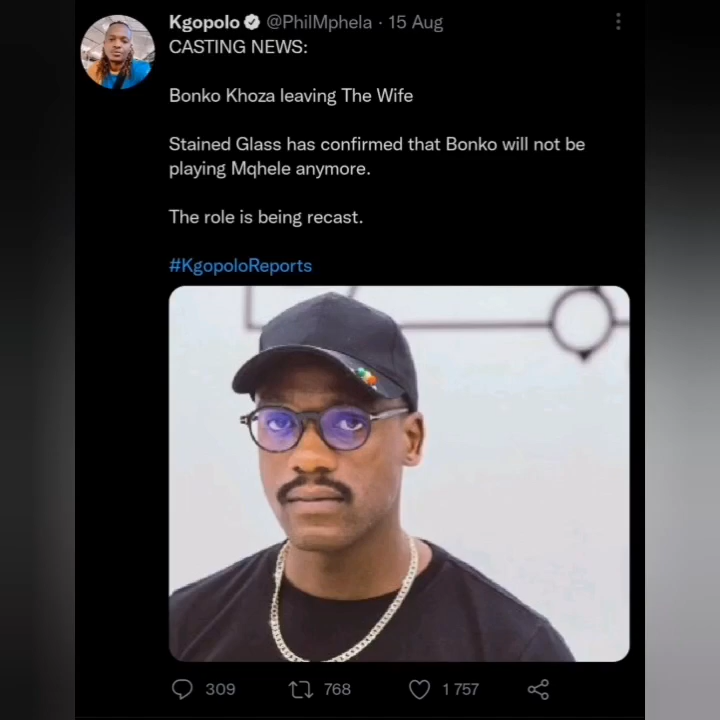 Kgopolo @PhilMphela · 15 Aug
CASTING NEWS:
Bonko Khoza leaving The Wife
Stained Glass has confirmed that Bonko will not be
playing Mqhele anymore.
The role is being recast.
#KgopoloReports
309 768 1 757